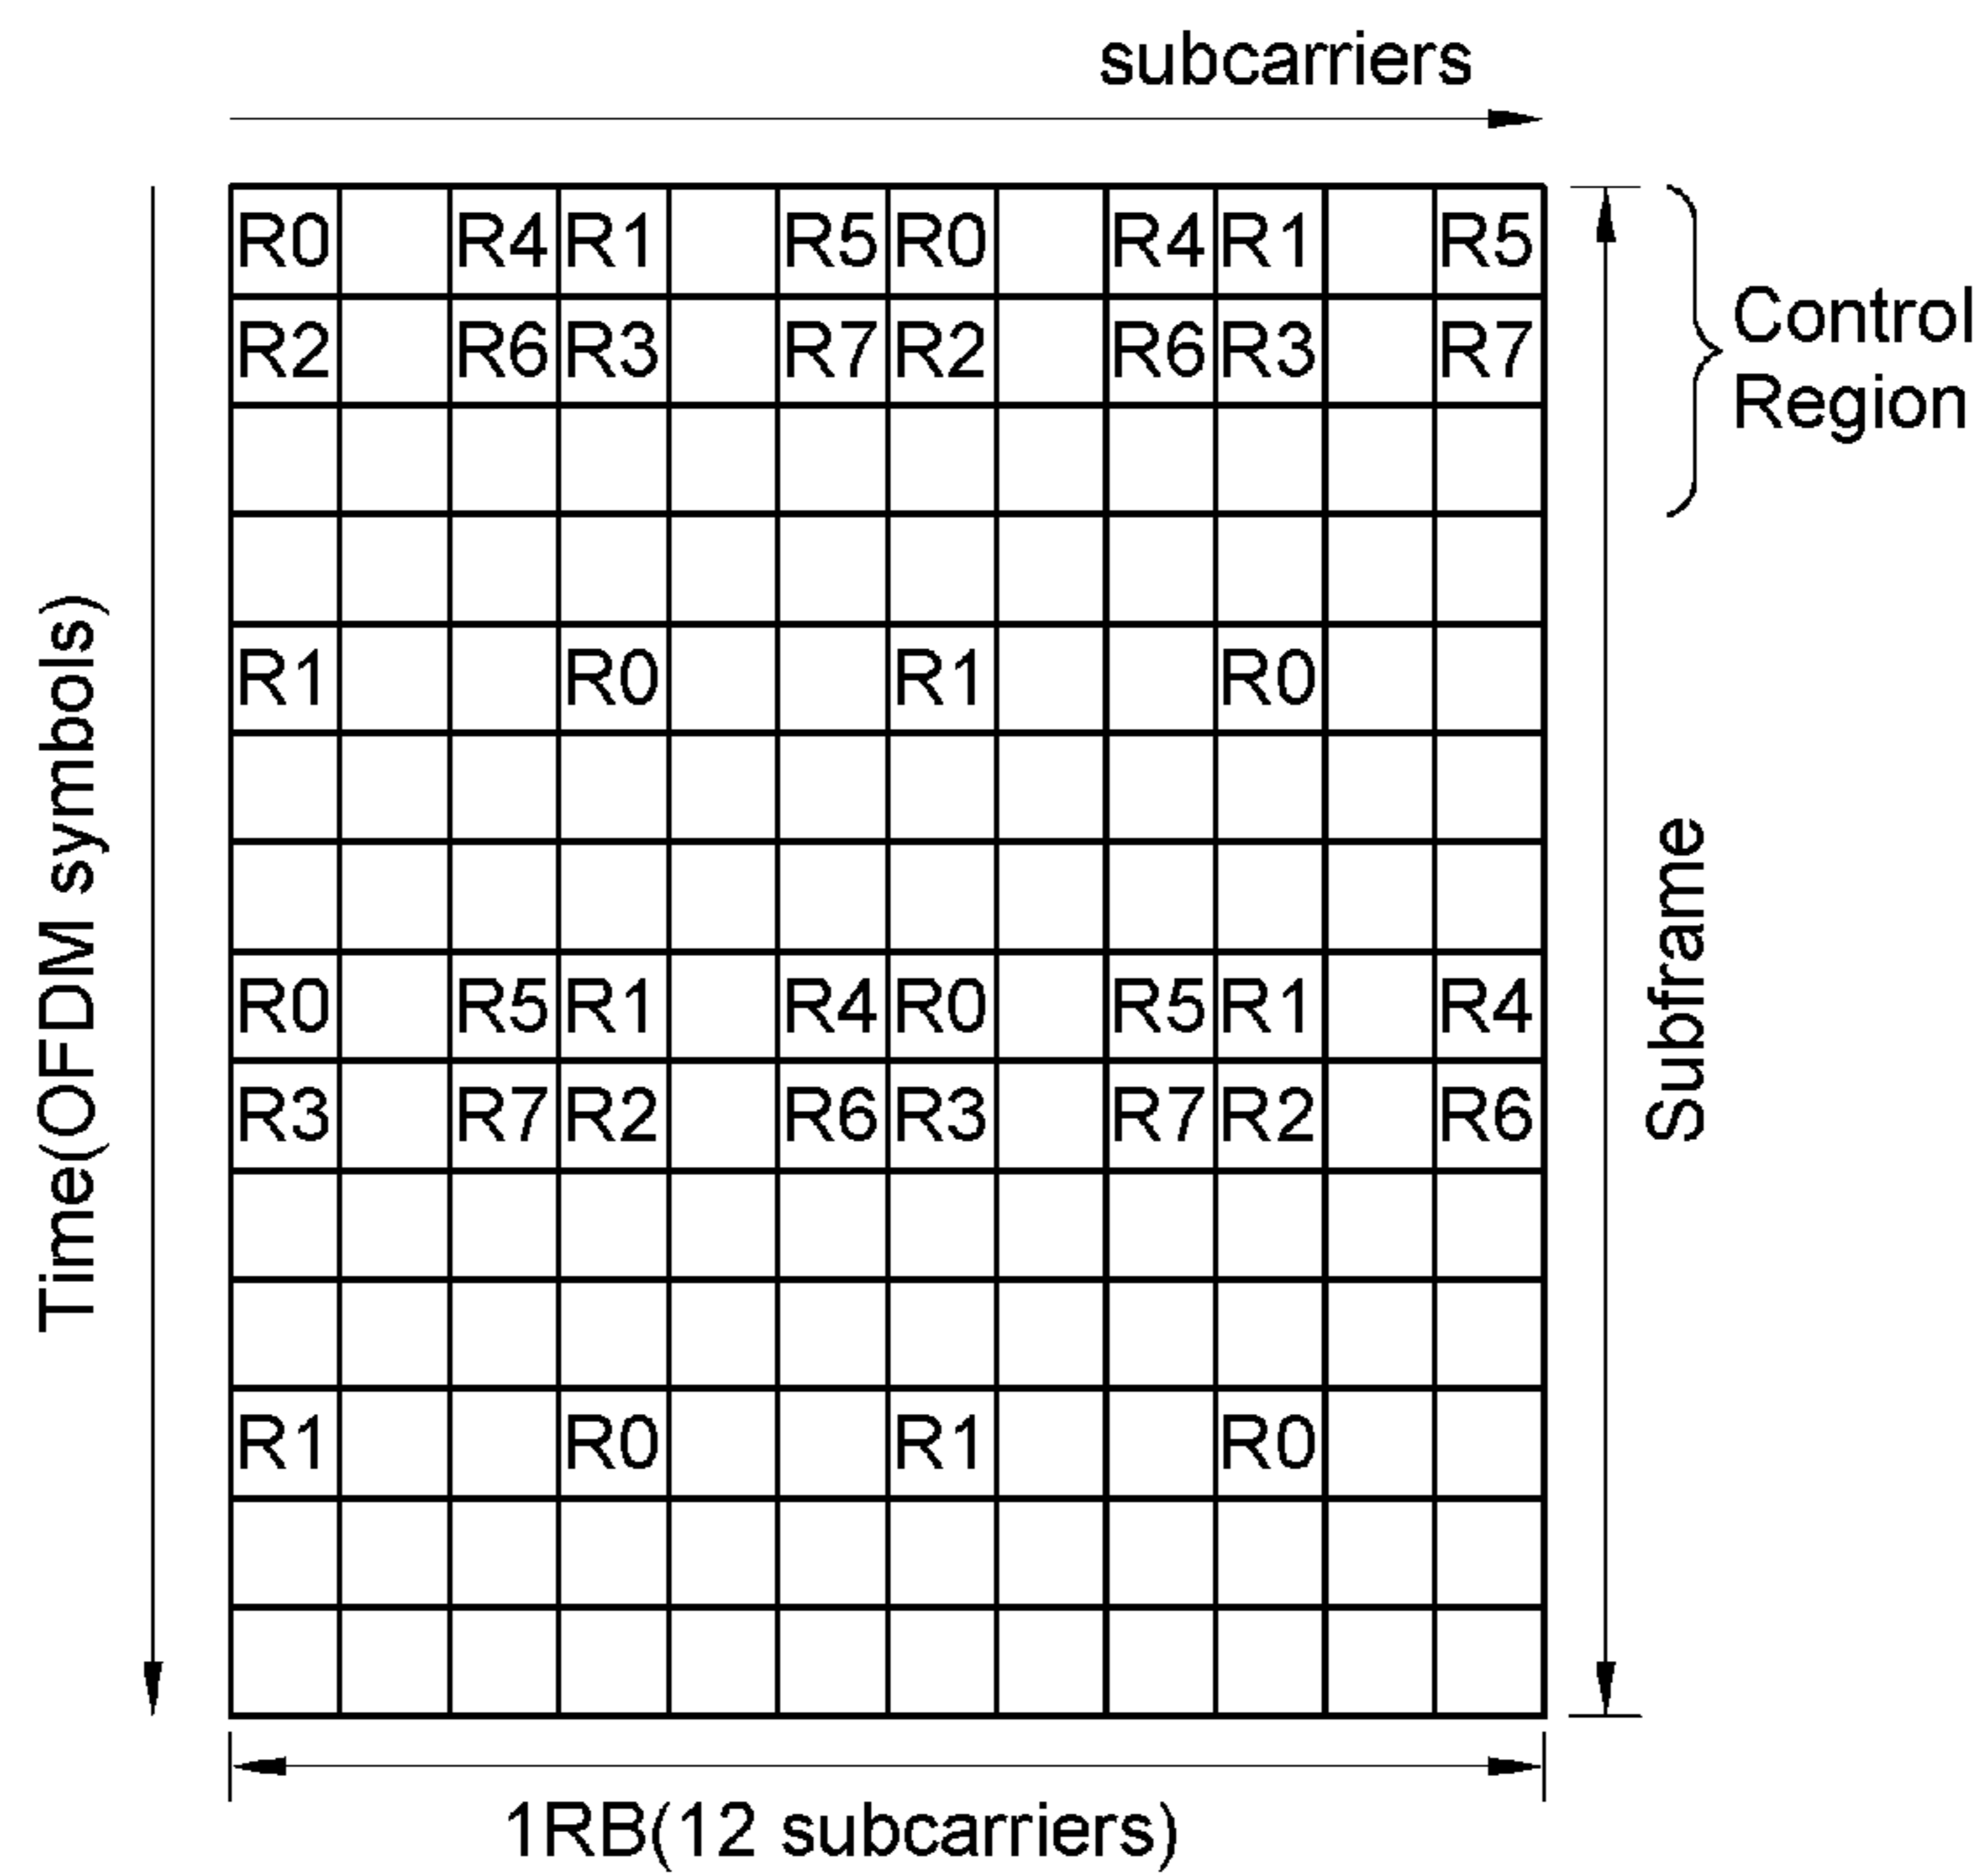 subcarriers
R0 R4 R1 R5 R0 R4 R1 R5
R2 R6 R3 R7 R2 R6 R3 R7
Control
Region
R1 R0 R1 R0
Time(OFDM symbols)
Subframe
R0 R5 R1 R4 R0 R5 R1 R4
R3 R7 R2 R6 R3 R7 R2 R6
R1 R0 R1 R0
1RB(12 subcarriers)